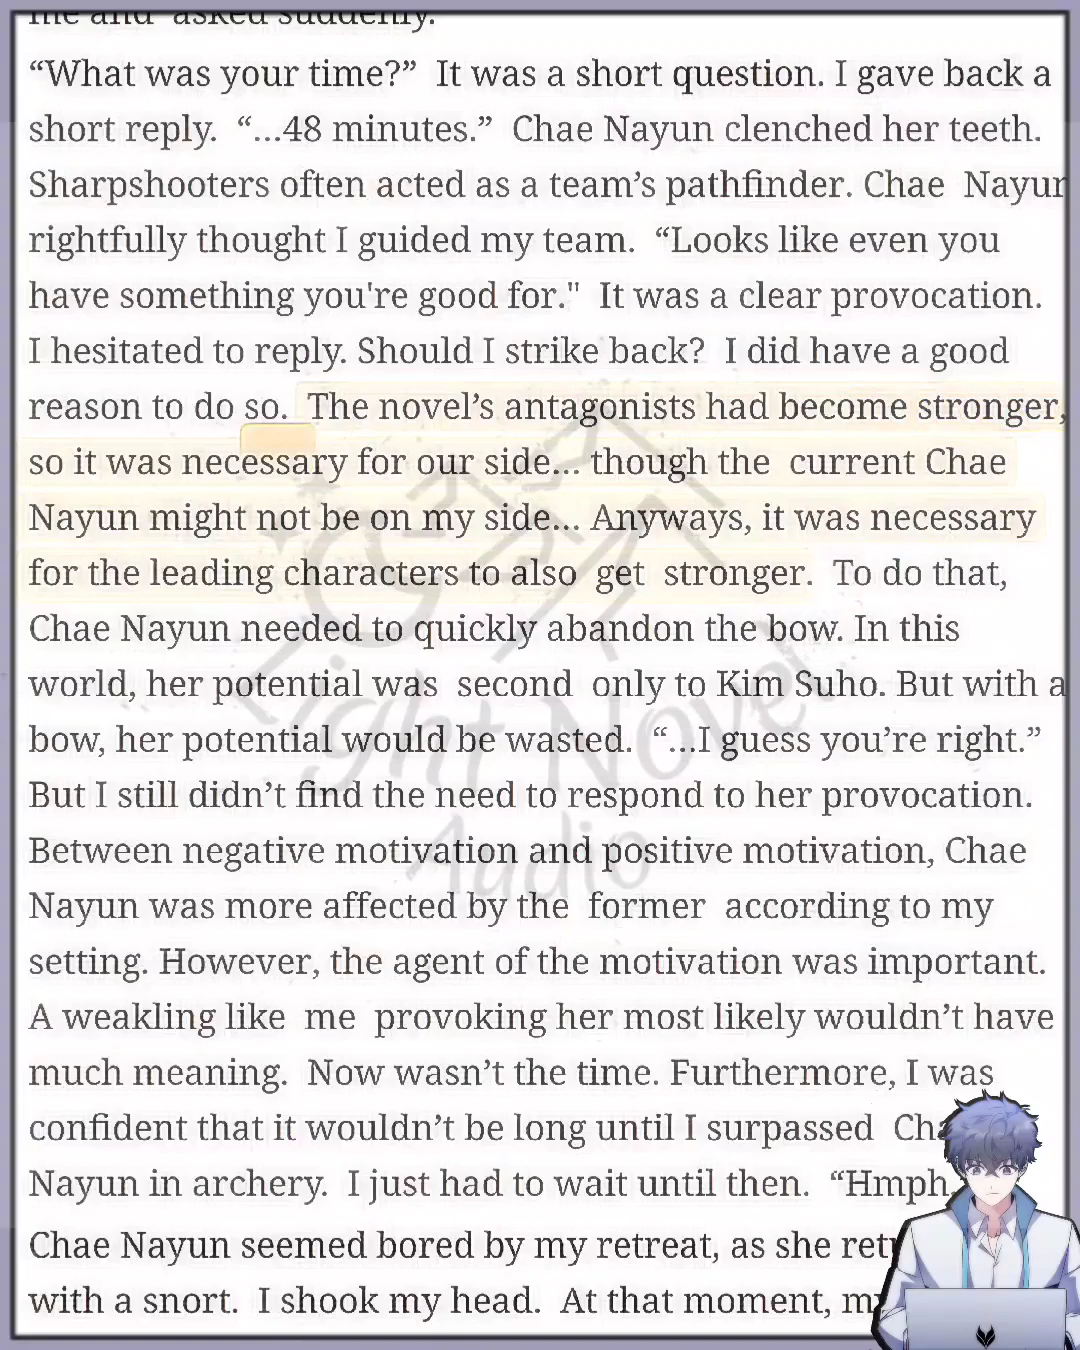 me and asked suddenly.
“What was your time?” It was a short question. I gave back a
short reply. “…48 minutes.” Chae Nayun clenched her teeth.
Sharpshooters often acted as a team’s pathfinder. Chae Nayun
rightfully thought I guided my team. “Looks like even you
have something you're good for." It was a clear provocation.
I hesitated to reply. Should I strike back? I did have a good
reason to do so. The novel’s antagonists had become stronger,
so it was necessary for our side… though the current Chae
Nayun might not be on my side… Anyways, it was necessary
for the leading characters to also get stronger. To do that,
Chae Nayun needed to quickly abandon the bow. In this
world, her potential was second only to Kim Suho. But with a
bow, her potential would be wasted. “…I guess you’re right.”
But I still didn’t find the need to respond to her provocation.
Between negative motivation and positive motivation, Chae
Nayun was more affected by the former according to my
setting. However, the agent of the motivation was important.
A weakling like me provoking her most likely wouldn’t have
much meaning. Now wasn’t the time. Furthermore, I was
confident that it wouldn’t be long until I surpassed
Nayun in archery. I just had to wait until then. “Hmph.
Chae Nayun seemed bored by my retreat, as she
with a snort. I shook my head. At that moment,
Light Novel
Audio